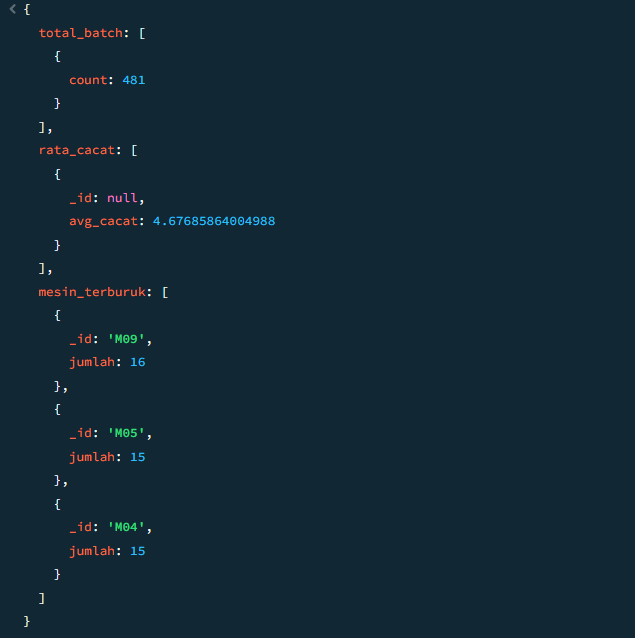 < {
total_batch: [
{
count: 481
}
],
rata_cacat: [
{
_id: null,
avg_cacat: 4.67685864004988
}
],
mesin_terburuk: [
{
_id: 'M09',
jumlah: 16
},
{
_id: 'M05',
jumlah: 15
},
{
_id: 'M04',
jumlah: 15
}
]
}